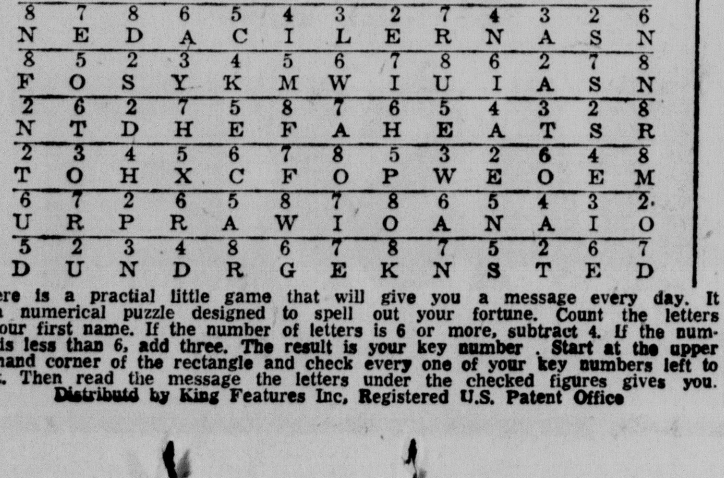 8 7 8 6 5 4 3 2 7 4 3 2 6
N E D A C I L E R N A S N
8 5 2 3 4 5 6 7 8 6 2 7 8
F O S Y K M W I U I A S N
2 6 2 7 5 8 7 6 5 4 3 2 8
N T D H E F A H E A T S R
2 3 4 5 6 7 8 5 3 2 6 4 8
T O H X C F O P W E O E M
6 7 2 6 5 8 7 8 6 5 4 3 2
U R P R A W I O A N A I O
5 2 3 4 8 6 7 8 7 5 2 6 7
D U N D R G E K N S T E D
ere is a practial little game that will give you a message every day. It
a numerical puzzle designed to spell out your fortune. Count the letters
our first name. If the number of letters is 6 or more, subtract 4. If the num-
is less than 6, add three. The result is your key number . Start at the upper
hand corner of the rectangle and check every one of your key numbers left to
. Then read the message the letters under the checked figures gives you.
Distributd by King Features Inc, Registered U.S. Patent Office